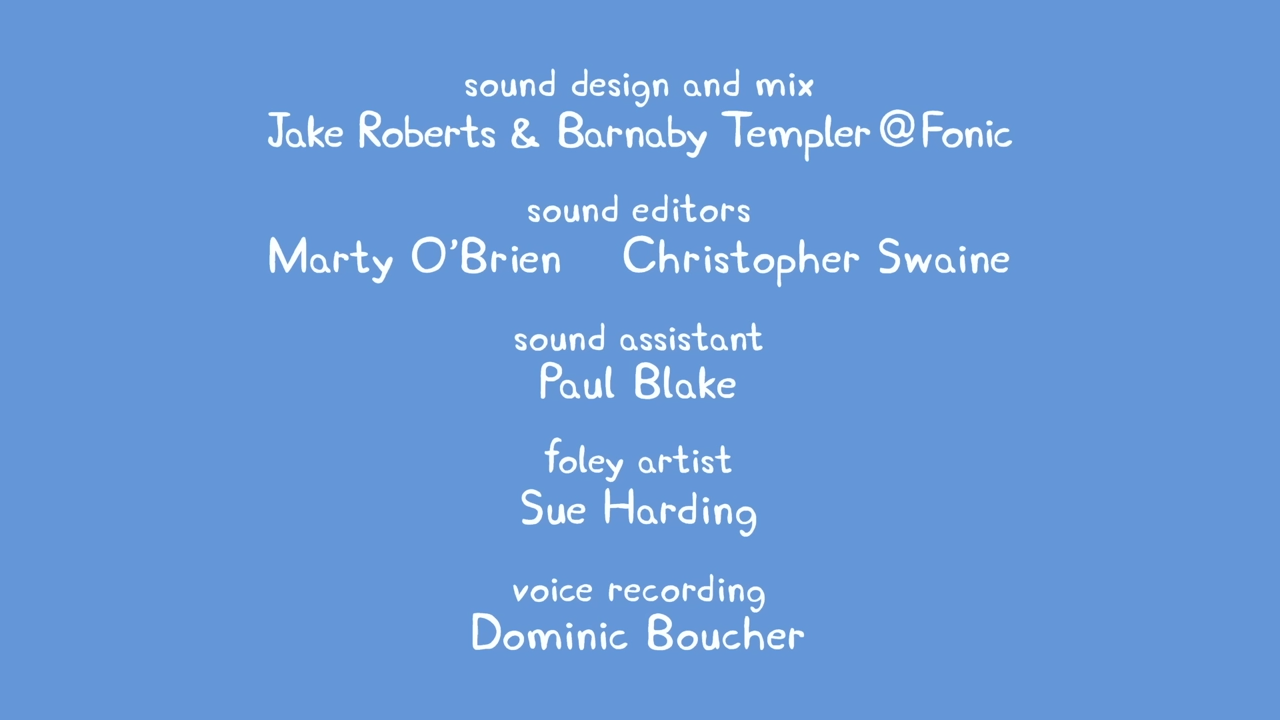 sound design and mix
Jake Roberts & Barnaby Templer @ Fonic
sound editors
Marty O'Brien Christopher Swaine
sound assistant
Paul Blake
foley artist
Sue Harding
voice recording
Dominic Boucher